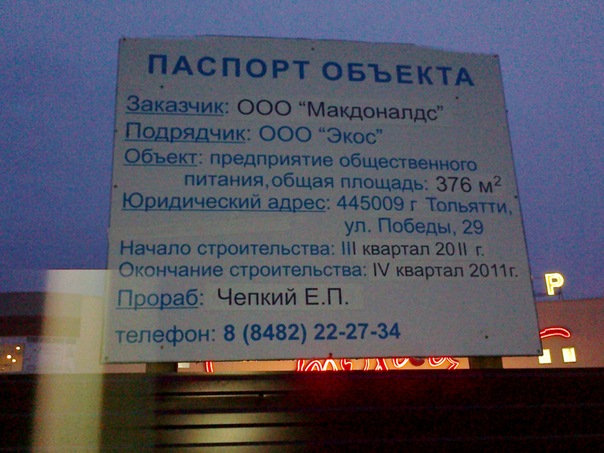 ПАСПОРТ ОБЪЕКТА
Заказчик: ООО "Макдоналдс"
Подрядчик: ООО "Экос"
Объект: предприятие общественного
питания, общая площадь: 376 м²
Юридический адрес: 445009 г Тольятти,
ул. Победы, 29
Начало строительства: III квартал 2011 г.
Окончание строительства: IV квартал 2011г.
Прораб: Чепкий Е.П.
телефон: 8 (8482) 22-27-34
Р